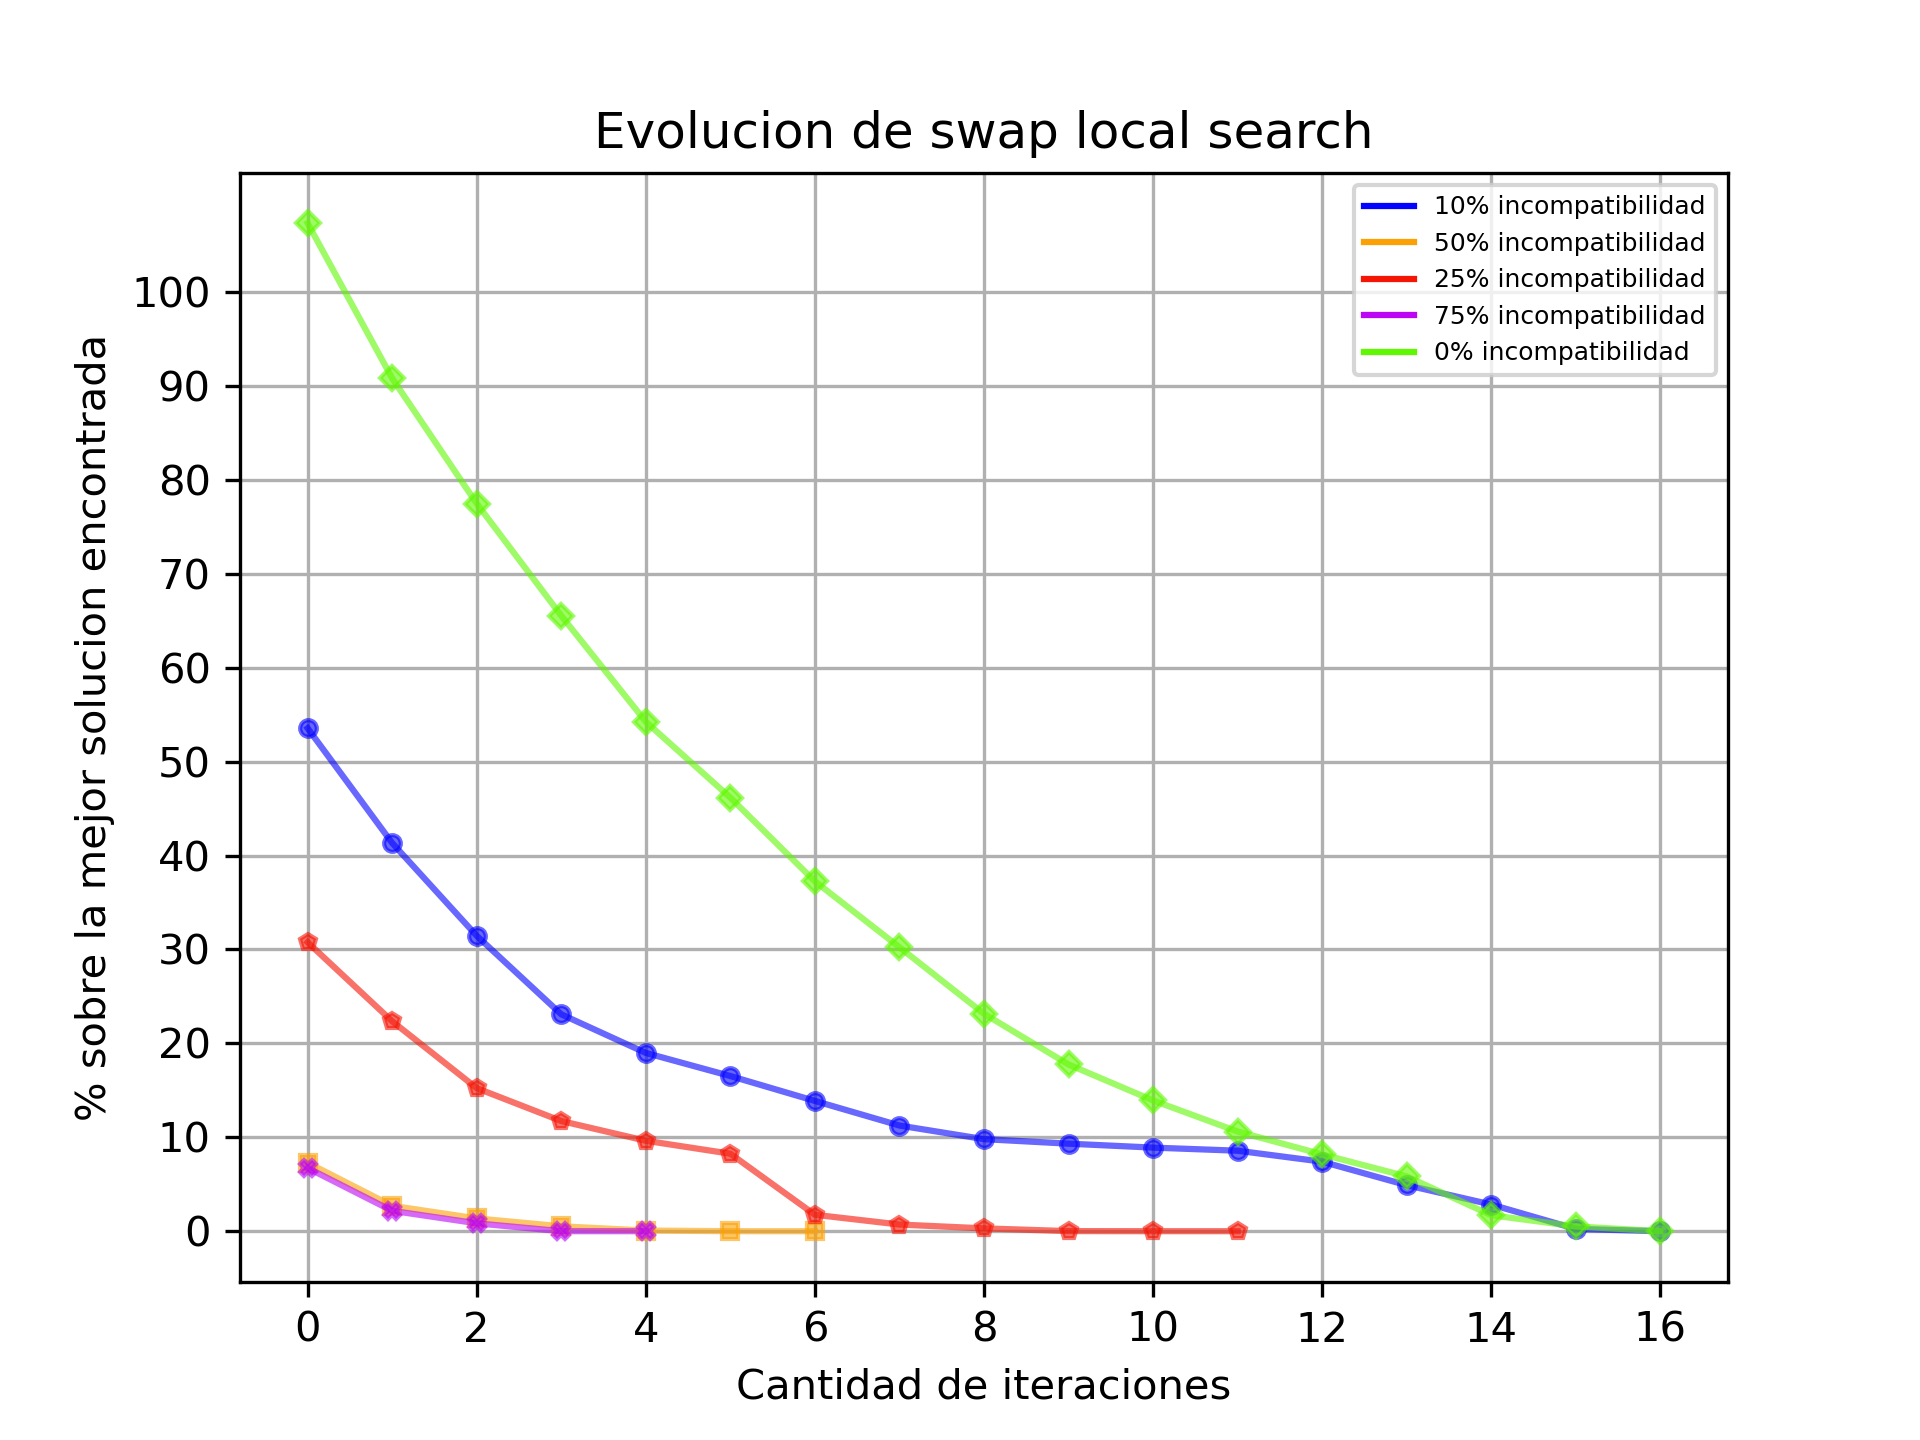 Evolucion de swap local search
10% incompatibilidad
50% incompatibilidad
25% incompatibilidad
75% incompatibilidad
0% incompatibilidad
% sobre la mejor solucion encontrada
100
90
80
70
60
50
40
30
20
10
0
0 2 4 6 8 10 12 14 16
Cantidad de iteraciones